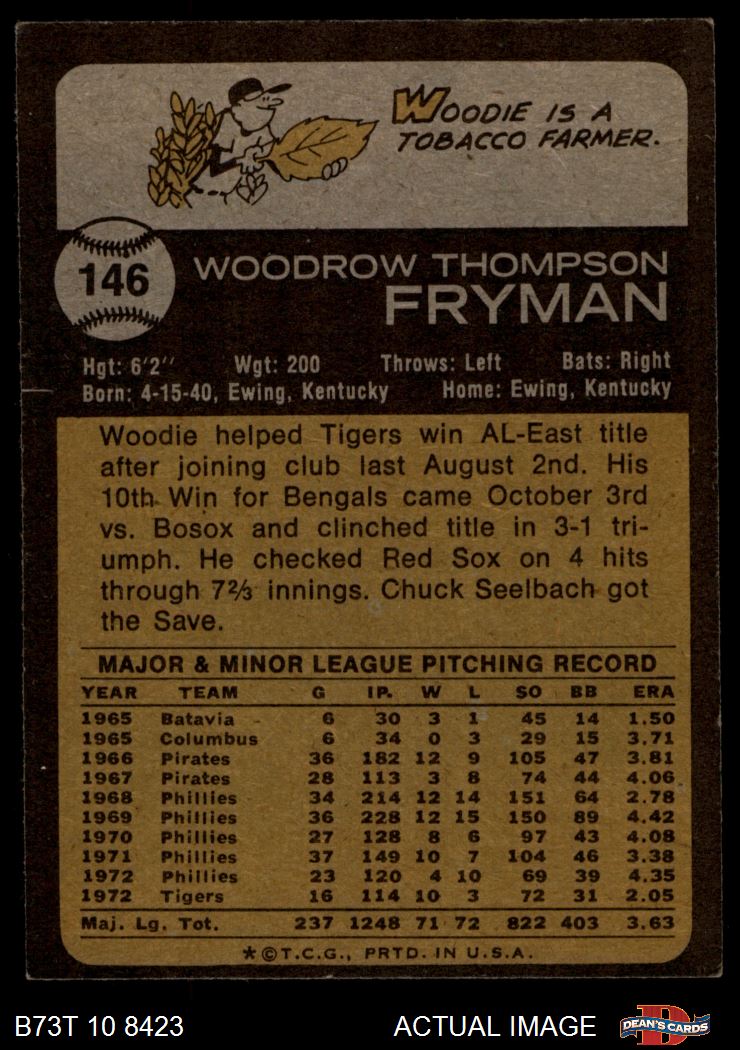 WOODIE IS A
TOBACCO FARMER.
146
WOODROW THOMPSON
FRYMAN
Hgt: 6'2" Wgt: 200 Throws: Left Bats: Right
Born: 4-15-40, Ewing, Kentucky Home: Ewing, Kentucky
Woodie helped Tigers win AL-East title
after joining club last August 2nd. His
10th Win for Bengals came October 3rd
vs. Bosox and clinched title in 3-1 tri-
umph. He checked Red Sox on 4 hits
through 7⅔ innings. Chuck Seelbach got
the Save.
MAJOR & MINOR LEAGUE PITCHING RECORD
YEAR TEAM G IP. W L SO BB ERA
1965 Batavia 6 30 3 1 45 14 1.50
1965 Columbus 6 34 0 3 29 15 3.71
1966 Pirates 36 182 12 9 105 47 3.81
1967 Pirates 28 113 3 8 74 44 4.06
1968 Phillies 34 214 12 14 151 64 2.78
1969 Phillies 36 228 12 15 150 89 4.42
1970 Phillies 27 128 8 6 97 43 4.08
1971 Phillies 37 149 10 7 104 46 3.38
1972 Phillies 23 120 4 10 69 39 4.35
1972 Tigers 16 114 10 3 72 31 2.05
Maj. Lg. Tot. 237 1248 71 72 822 403 3.63
*©T.C.G., PRTD. IN U.S.A.
B73T 10 8423 ACTUAL IMAGE D DEAN'S CARDS